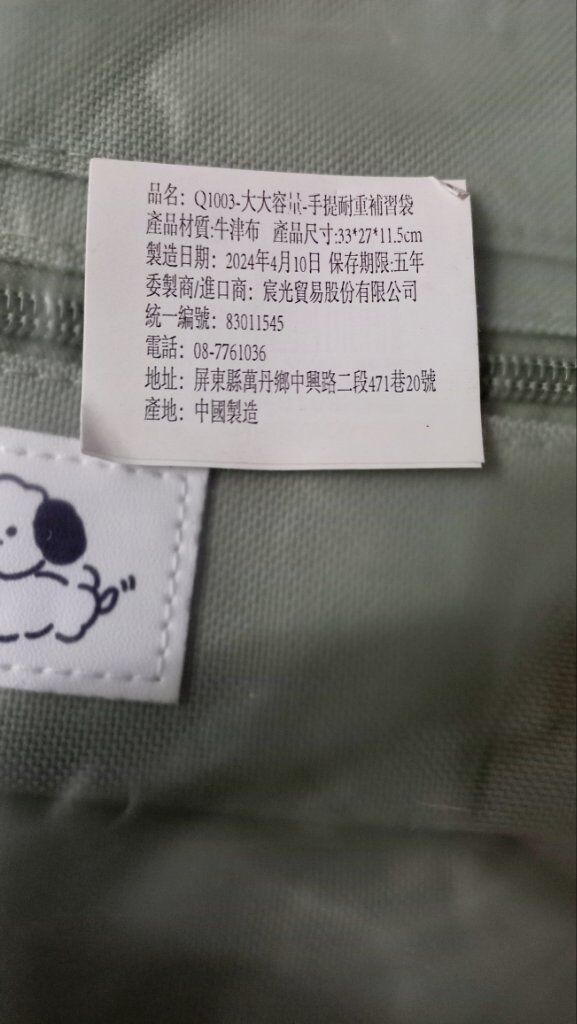 品名：Q1003-大大容量-手提耐重補習袋
產品材質:牛津布 產品尺寸:33*27*11.5cm
製造日期：2024年4月10日 保存期限:五年
委製商/進口商：宸光貿易股份有限公司
統一編號：83011545
電話：08-7761036
地址：屏東縣萬丹鄉中興路二段471巷20號
產地：中國製造